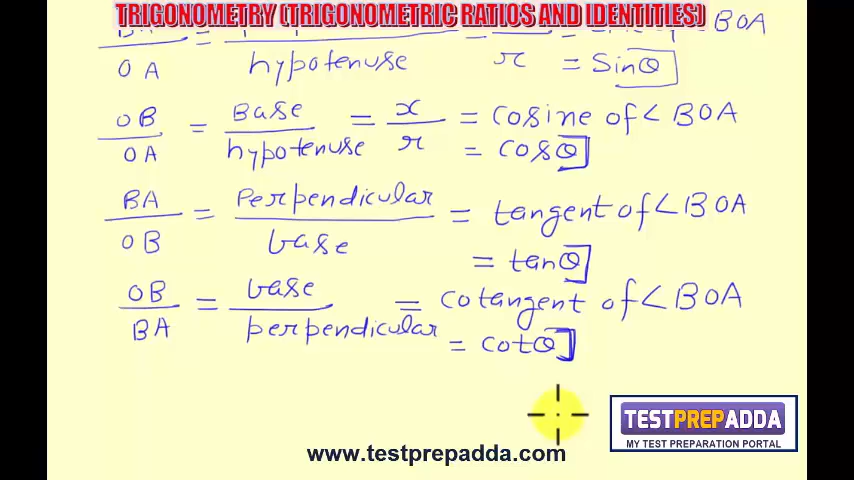 TRIGONOMETRY (TRIGONOMETRIC RATIOS AND IDENTITIES)
BOA
OA hypotenuse r = Sinθ
OB/OA = Base/hypotenuse = x/r = cosine of ∠BOA
= cosθ
BA/OB = Perpendicular/base = tangent of ∠BOA
= tanθ
OB/BA = base/perpendicular = cotangent of ∠BOA
= cotθ
TESTPREPADDA
MY TEST PREPARATION PORTAL
www.testprepadda.com